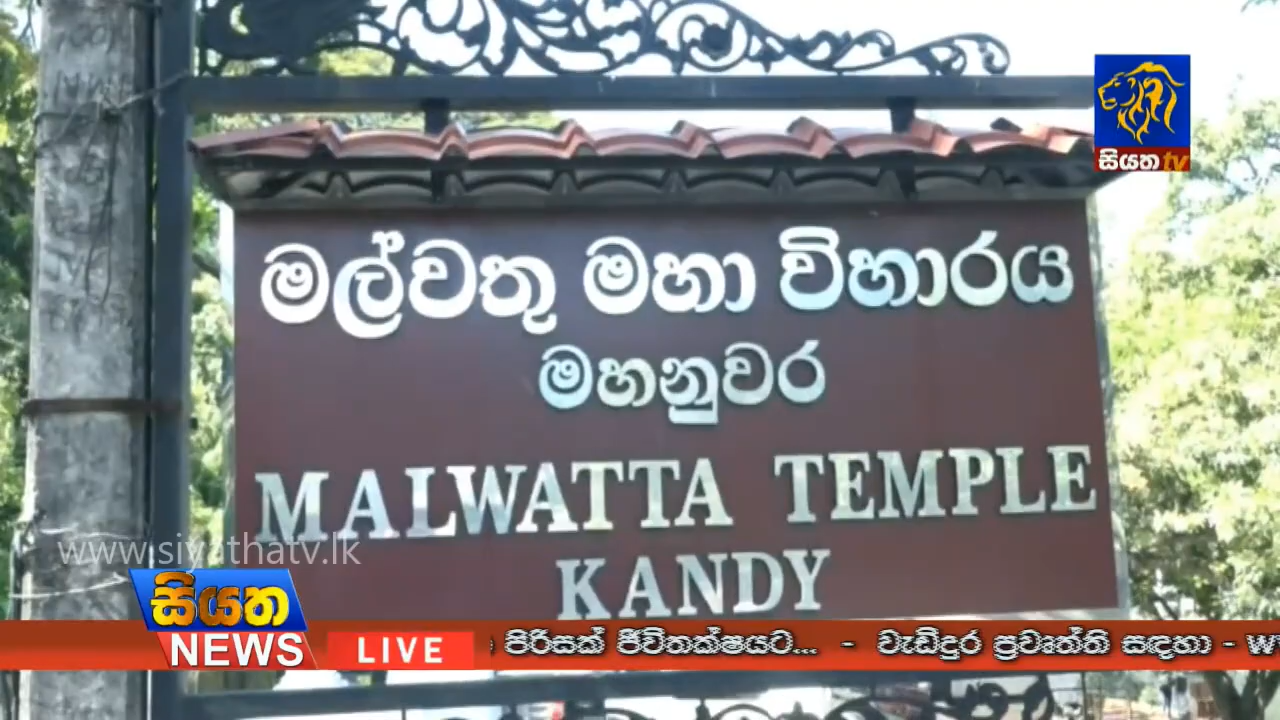 සියත tv
මල්වතු මහා විහාරය
මහනුවර
MALWATTA TEMPLE
KANDY
www.siyathatv.lk
සියත
NEWS
LIVE
පිරිසක් ජීවිතක්ෂයට... - වැඩිදුර ප්‍රවෘත්ති සඳහා - w